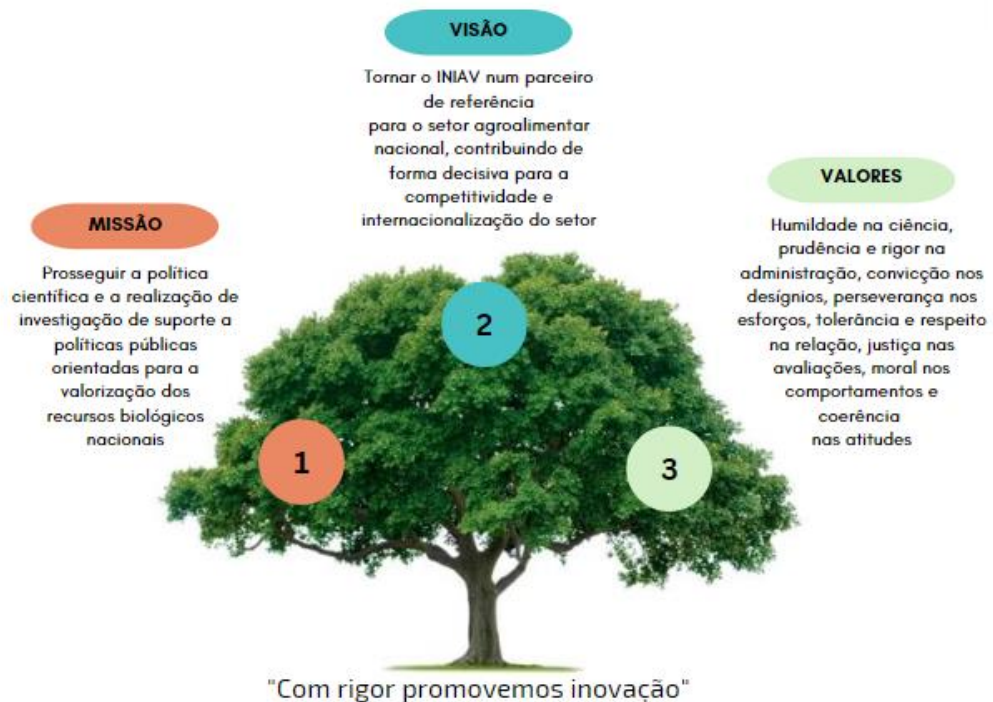 VISÃO
Tornar o INIAV num parceiro
de referência
para o setor agroalimentar
nacional, contribuindo de
forma decisiva para a
competitividade e
internacionalização do setor
VALORES
Humildade na ciência,
prudência e rigor na
administração, convicção nos
desígnios, perseverança nos
esforços, tolerância e respeito
na relação, justiça nas
avaliações, moral nos
comportamentos e
coerência
nas atitudes
MISSÃO
Prosseguir a política
científica e a realização de
investigação de suporte a
políticas públicas
orientadas para a
valorização dos
recursos biológicos
nacionais
2
1
3
"Com rigor promovemos inovação"